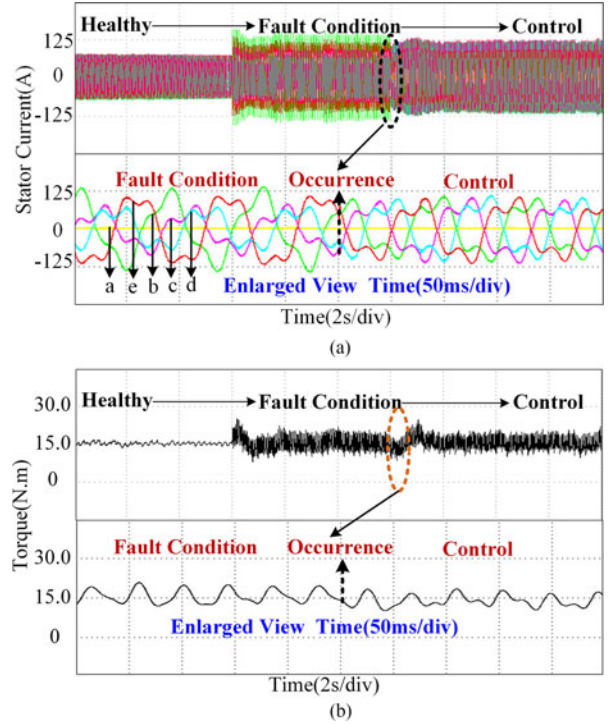 Healthy Fault Condition Control
125
0
-125
Stator Current(A)
Fault Condition Occurrence Control
125
0
-125
a e b c d
Enlarged View Time(50ms/div)
Time(2s/div)
(a)
Healthy Fault Condition Control
30.0
15.0
0
Torque(N.m)
Fault Condition Occurrence Control
30.0
15.0
0
Enlarged View Time(50ms/div)
Time(2s/div)
(b)